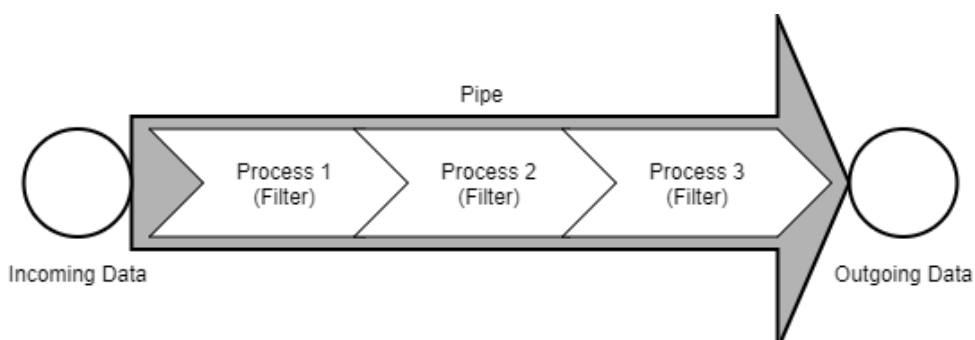 Pipe
Process 1
(Filter)
Process 2
(Filter)
Process 3
(Filter)
Incoming Data
Outgoing Data